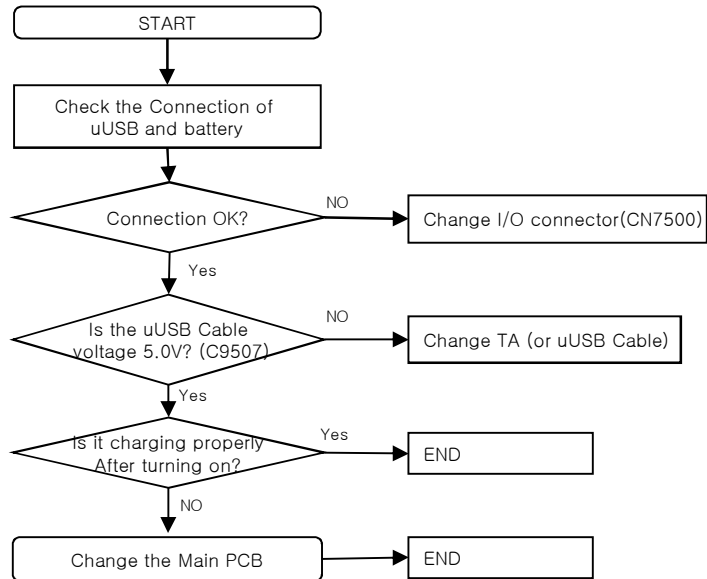 START
Check the Connection of
uUSB and battery
Connection OK?
NO
Change I/O connector(CN7500)
Yes
Is the uUSB Cable
voltage 5.0V? (C9507)
NO
Change TA (or uUSB Cable)
Yes
Is it charging properly
After turning on?
Yes
END
NO
Change the Main PCB
END